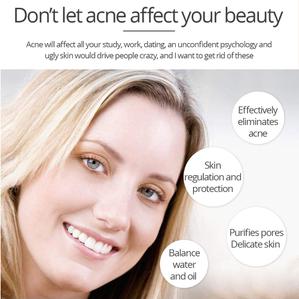 Don't let acne affect your beauty
Acne will affect all your study, work, dating, an unconfident psychology and
ugly skin would drive people crazy, and I want to get rid of these
Effectively
eliminates
acne
Skin
regulation and
protection
Purifies pores
Delicate skin
Balance
water
and oil